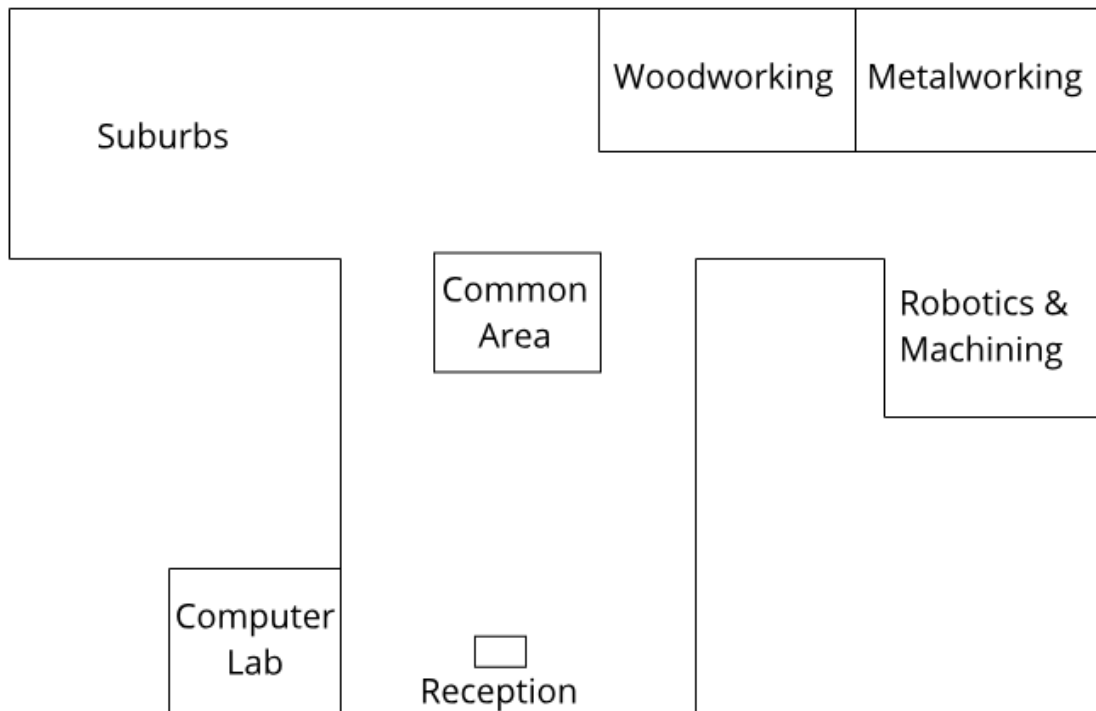 Woodworking
Metalworking
Suburbs
Common
Area
Robotics &
Machining
Computer
Lab
Reception